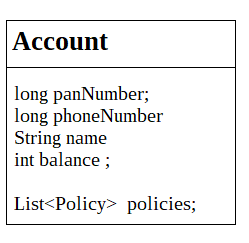 Account
long panNumber;
long phoneNumber
String name
int balance ;
List<Policy>  policies;